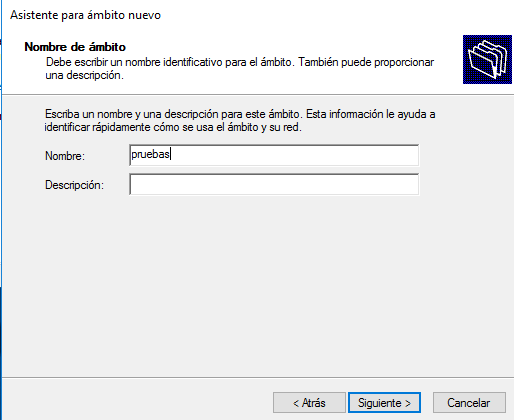 Asistente para ámbito nuevo
Nombre de ámbito
Debe escribir un nombre identificativo para el ámbito. También puede proporcionar
una descripción.
Escriba un nombre y una descripción para este ámbito. Esta información le ayuda a
identificar rápidamente cómo se usa el ámbito y su red.
Nombre:
pruebas
Descripción:
< Atrás
Siguiente >
Cancelar